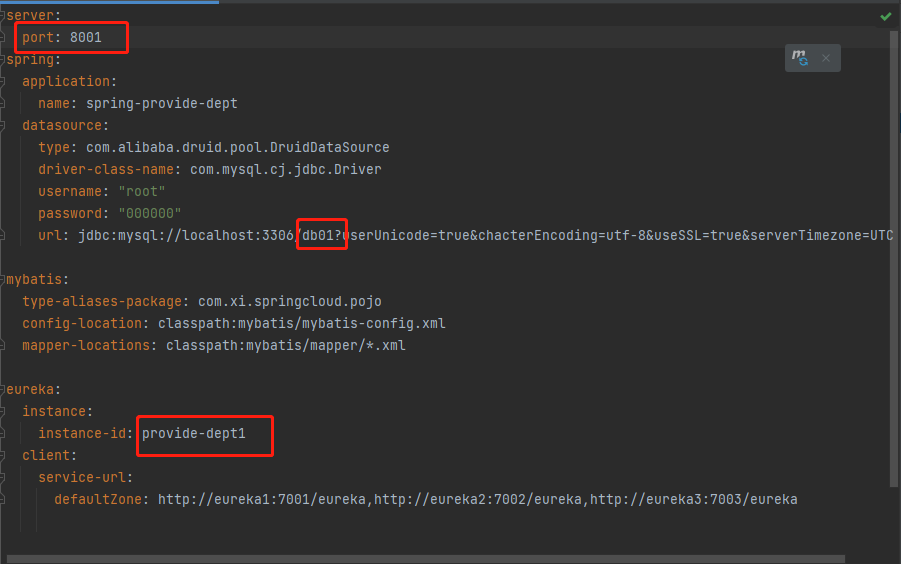 server:
  port: 8001
spring:
  application:
    name: spring-provide-dept
  datasource:
    type: com.alibaba.druid.pool.DruidDataSource
    driver-class-name: com.mysql.cj.jdbc.Driver
    username: "root"
    password: "000000"
    url: jdbc:mysql://localhost:3306/db01?userUnicode=true&chacterEncoding=utf-8&useSSL=true&serverTimezone=UTC
mybatis:
  type-aliases-package: com.xi.springcloud.pojo
  config-location: classpath:mybatis/mybatis-config.xml
  mapper-locations: classpath:mybatis/mapper/*.xml
eureka:
  instance:
    instance-id: provide-dept1
  client:
    service-url:
      defaultZone: http://eureka1:7001/eureka,http://eureka2:7002/eureka,http://eureka3:7003/eureka